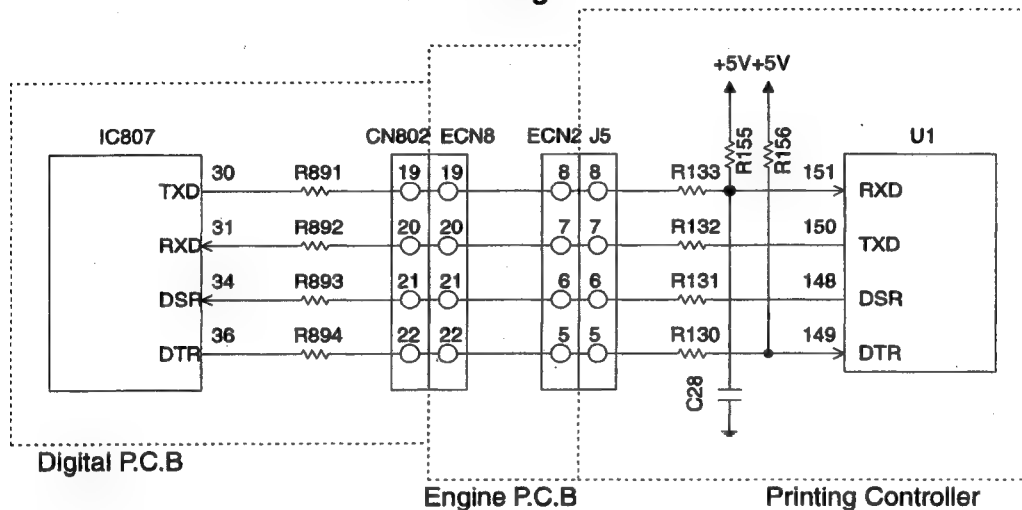 g
+5V+5V
IC807 CN802 ECN8 ECN2 J5 R155 R156 U1
TXD 30 R891 19 19 8 8 R133 151 RXD
RXD 31 R892 20 20 7 7 R132 150 TXD
DSR 34 R893 21 21 6 6 R131 148 DSR
DTR 36 R894 22 22 5 5 R130 149 DTR
C28
Digital P.C.B
Engine P.C.B Printing Controller